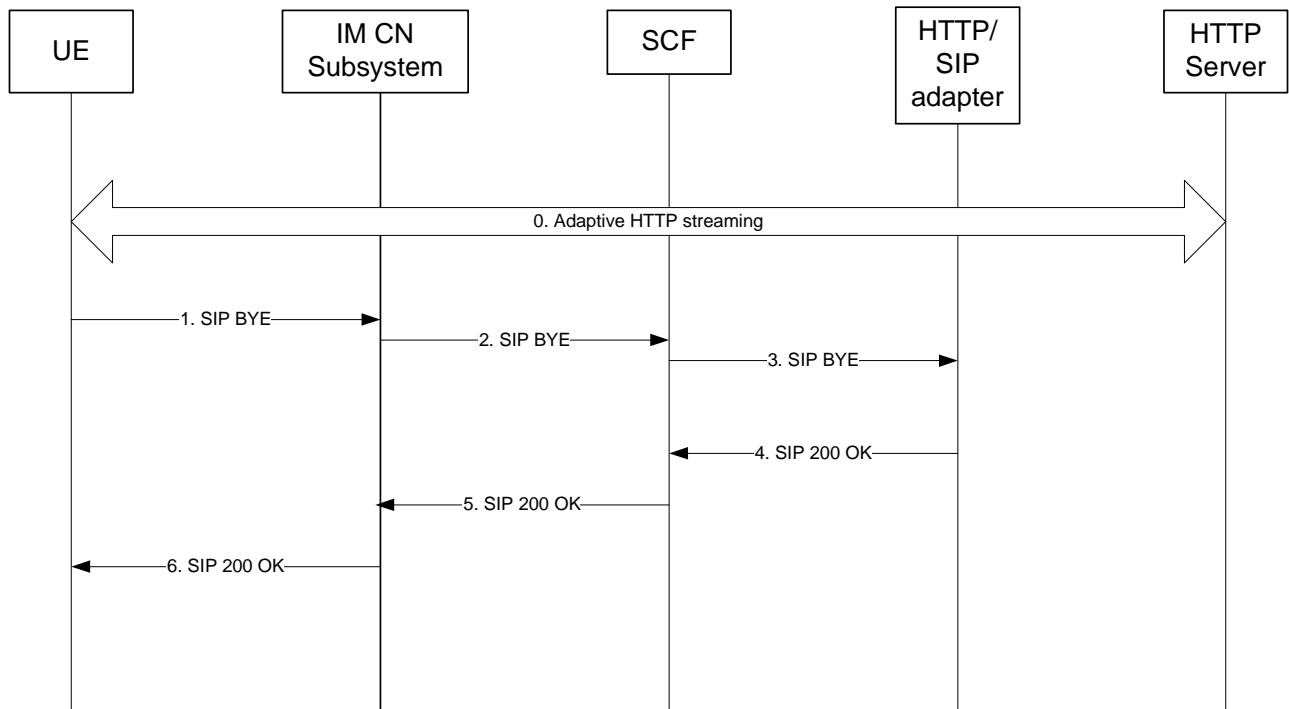 UE
IM CN
Subsystem
SCF
HTTP/
SIP
adapter
HTTP
Server
0. Adaptive HTTP streaming
1. SIP BYE
2. SIP BYE
3. SIP BYE
4. SIP 200 OK
5. SIP 200 OK
6. SIP 200 OK